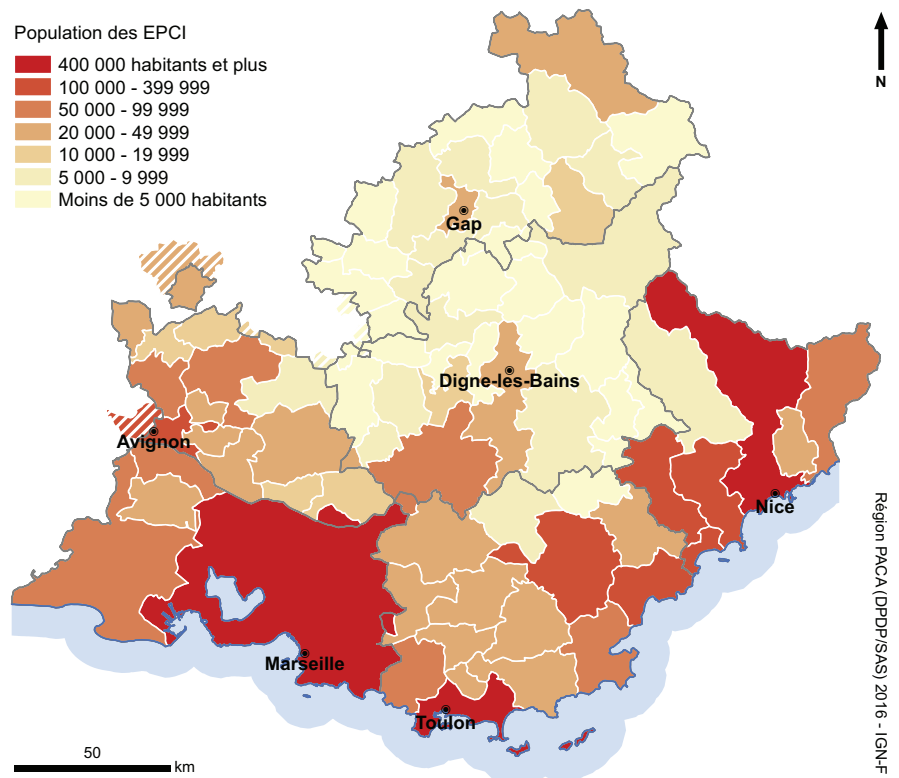 Population des EPCI
400 000 habitants et plus
100 000 - 399 999
50 000 - 99 999
20 000 - 49 999
10 000 - 19 999
5 000 - 9 999
Moins de 5 000 habitants
N
Gap
Digne-les-Bains
Avignon
Nice
Marseille
Toulon
50
km
Région PACA (DPDP/SAS) 2016 - IGN-F